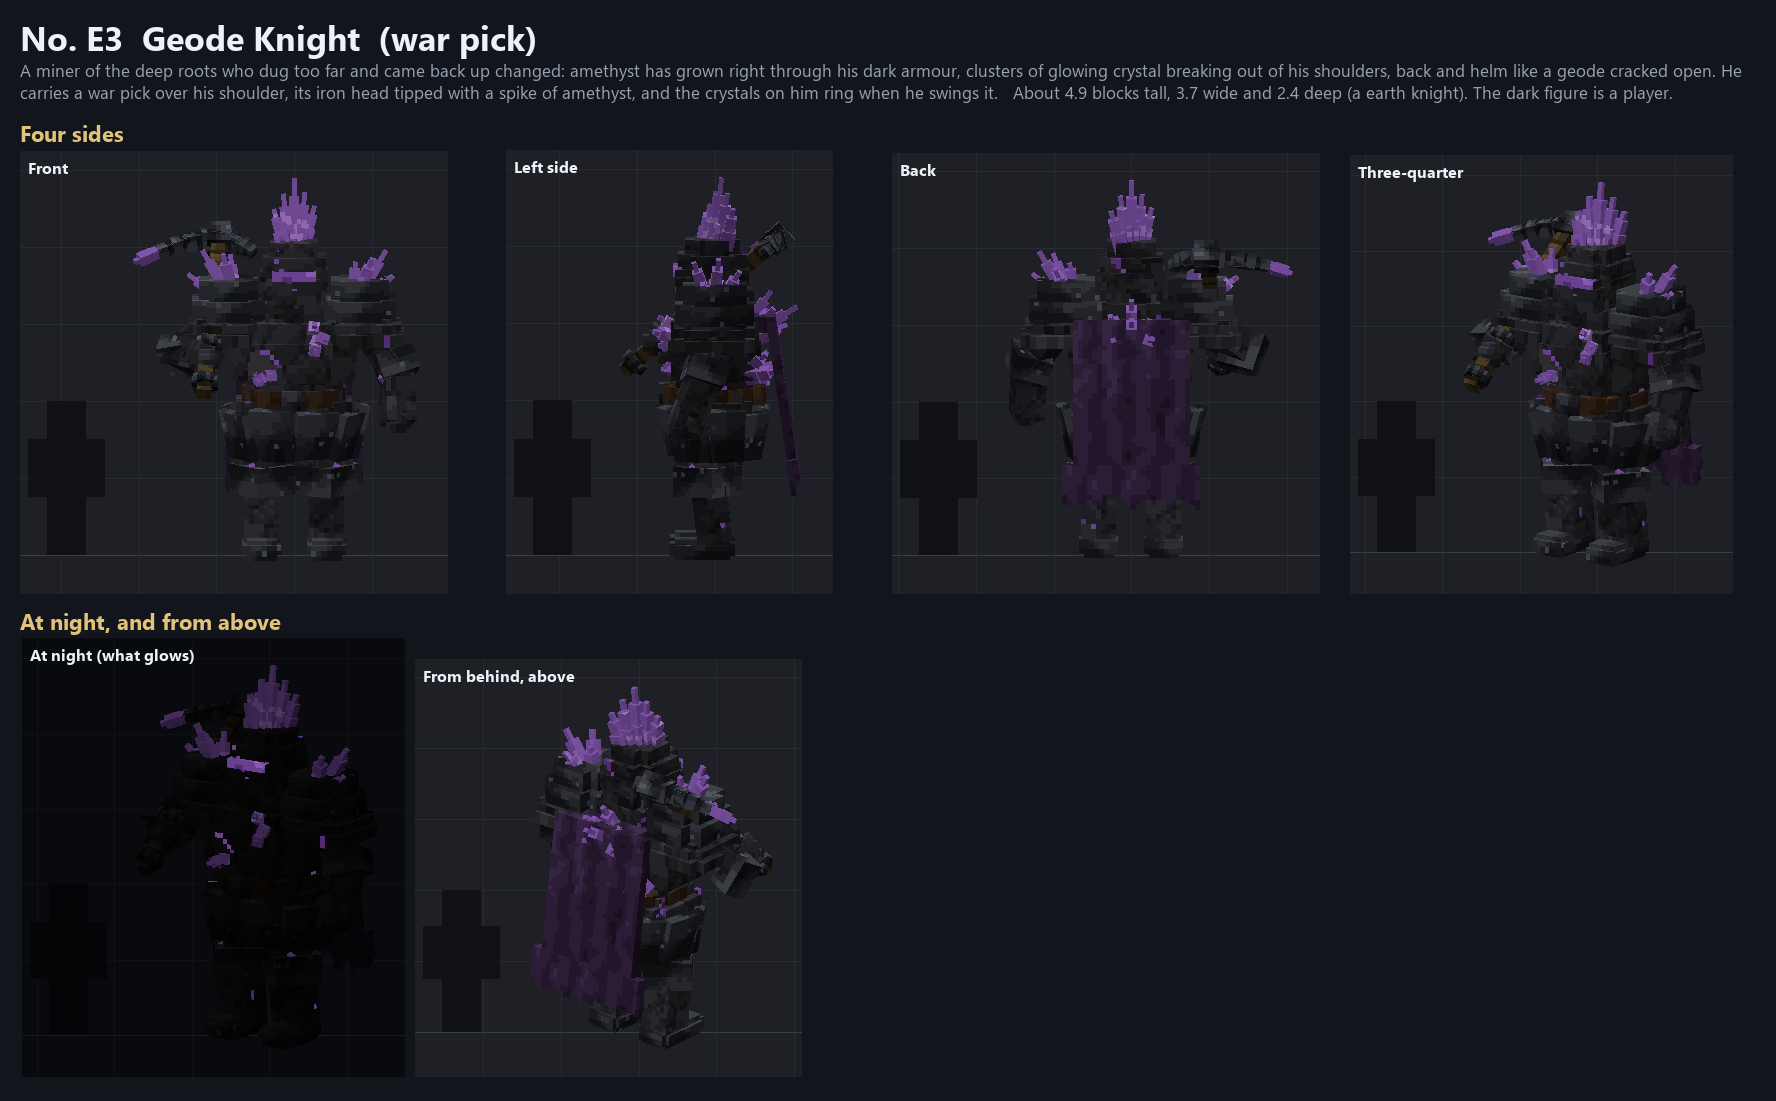 No. E3 Geode Knight (war pick)
A miner of the deep roots who dug too far and came back up changed: amethyst has grown right through his dark armour, clusters of glowing crystal breaking out of his shoulders, back and helm like a geode cracked open. He
carries a war pick over his shoulder, its iron head tipped with a spike of amethyst, and the crystals on him ring when he swings it. About 4.9 blocks tall, 3.7 wide and 2.4 deep (a earth knight). The dark figure is a player.
Four sides
Front
Left side
Back
Three-quarter
At night, and from above
At night (what glows)
From behind, above